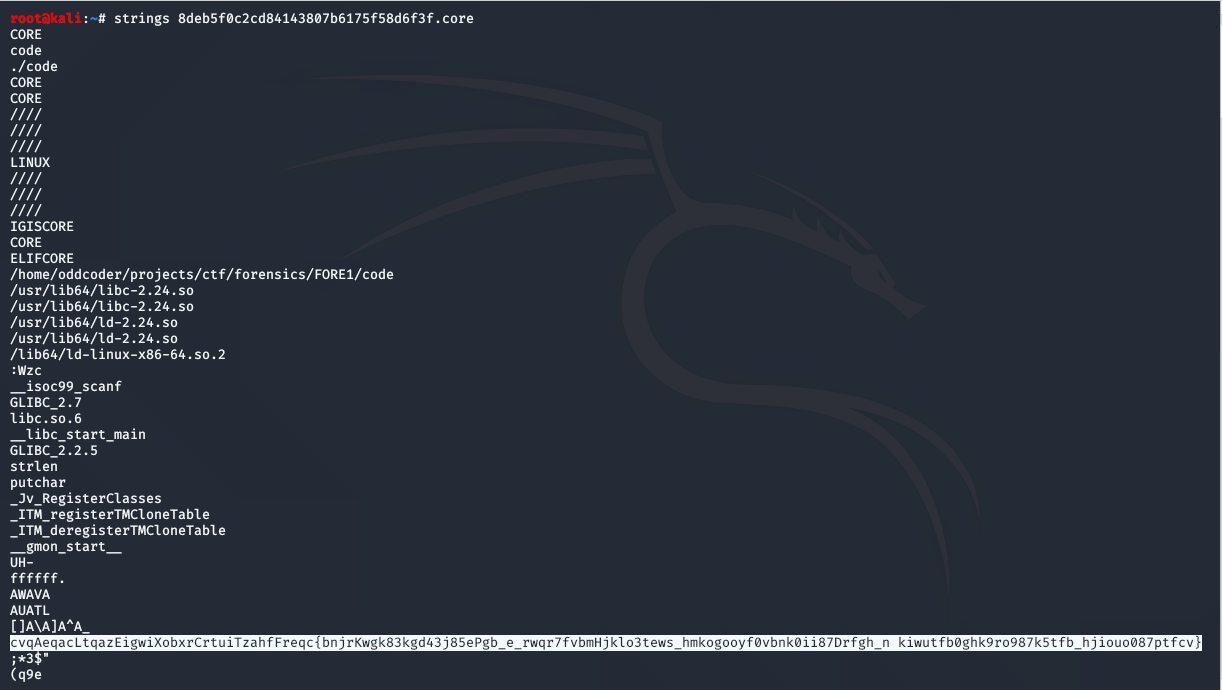 root@kali:~# strings 8deb5f0c2cd84143807b6175f58d6f3f.core
CORE
code
./code
CORE
CORE
////
////
////
LINUX
////
////
////
IGISCORE
CORE
ELIFCORE
/home/oddcoder/projects/ctf/forensics/FORE1/code
/usr/lib64/libc-2.24.so
/usr/lib64/libc-2.24.so
/usr/lib64/ld-2.24.so
/usr/lib64/ld-2.24.so
/lib64/ld-linux-x86-64.so.2
:Wzc
__isoc99_scanf
GLIBC_2.7
libc.so.6
__libc_start_main
GLIBC_2.2.5
strlen
putchar
_Jv_RegisterClasses
_ITM_registerTMCloneTable
_ITM_deregisterTMCloneTable
__gmon_start__
UH-
ffffff.
AWAVA
AUATL
[]A\A]A^A_
cvqAeqacLtqazEigwiXobxrCrtuiTzahfFreqc{bnjrKwgk83kgd43j85ePgb_e_rwqr7fvbmHjklo3tews_hmkogooyf0vbnk0ii87Drfgh_n kiwutfb0ghk9ro987k5tfb_hjiouo087ptfcv}
;*3$"
(q9e